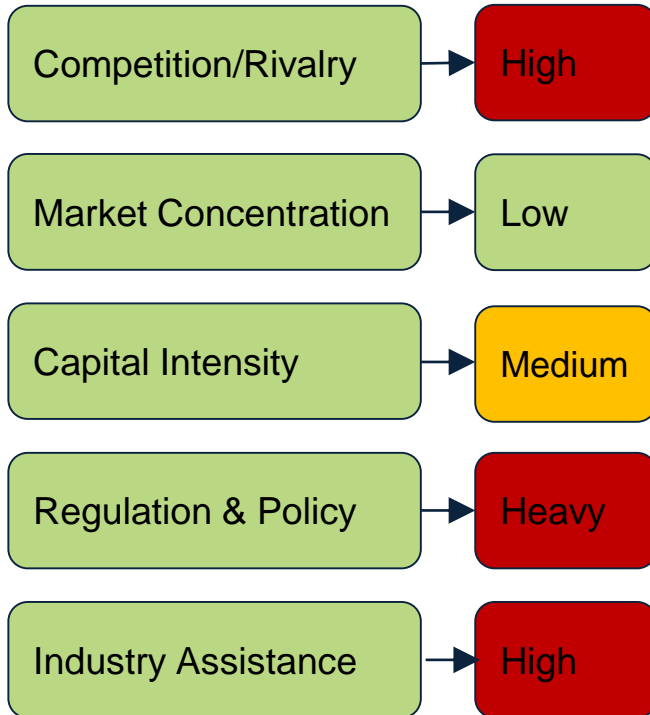 Competition/Rivalry High
Market Concentration Low
Capital Intensity Medium
Regulation & Policy Heavy
Industry Assistance High